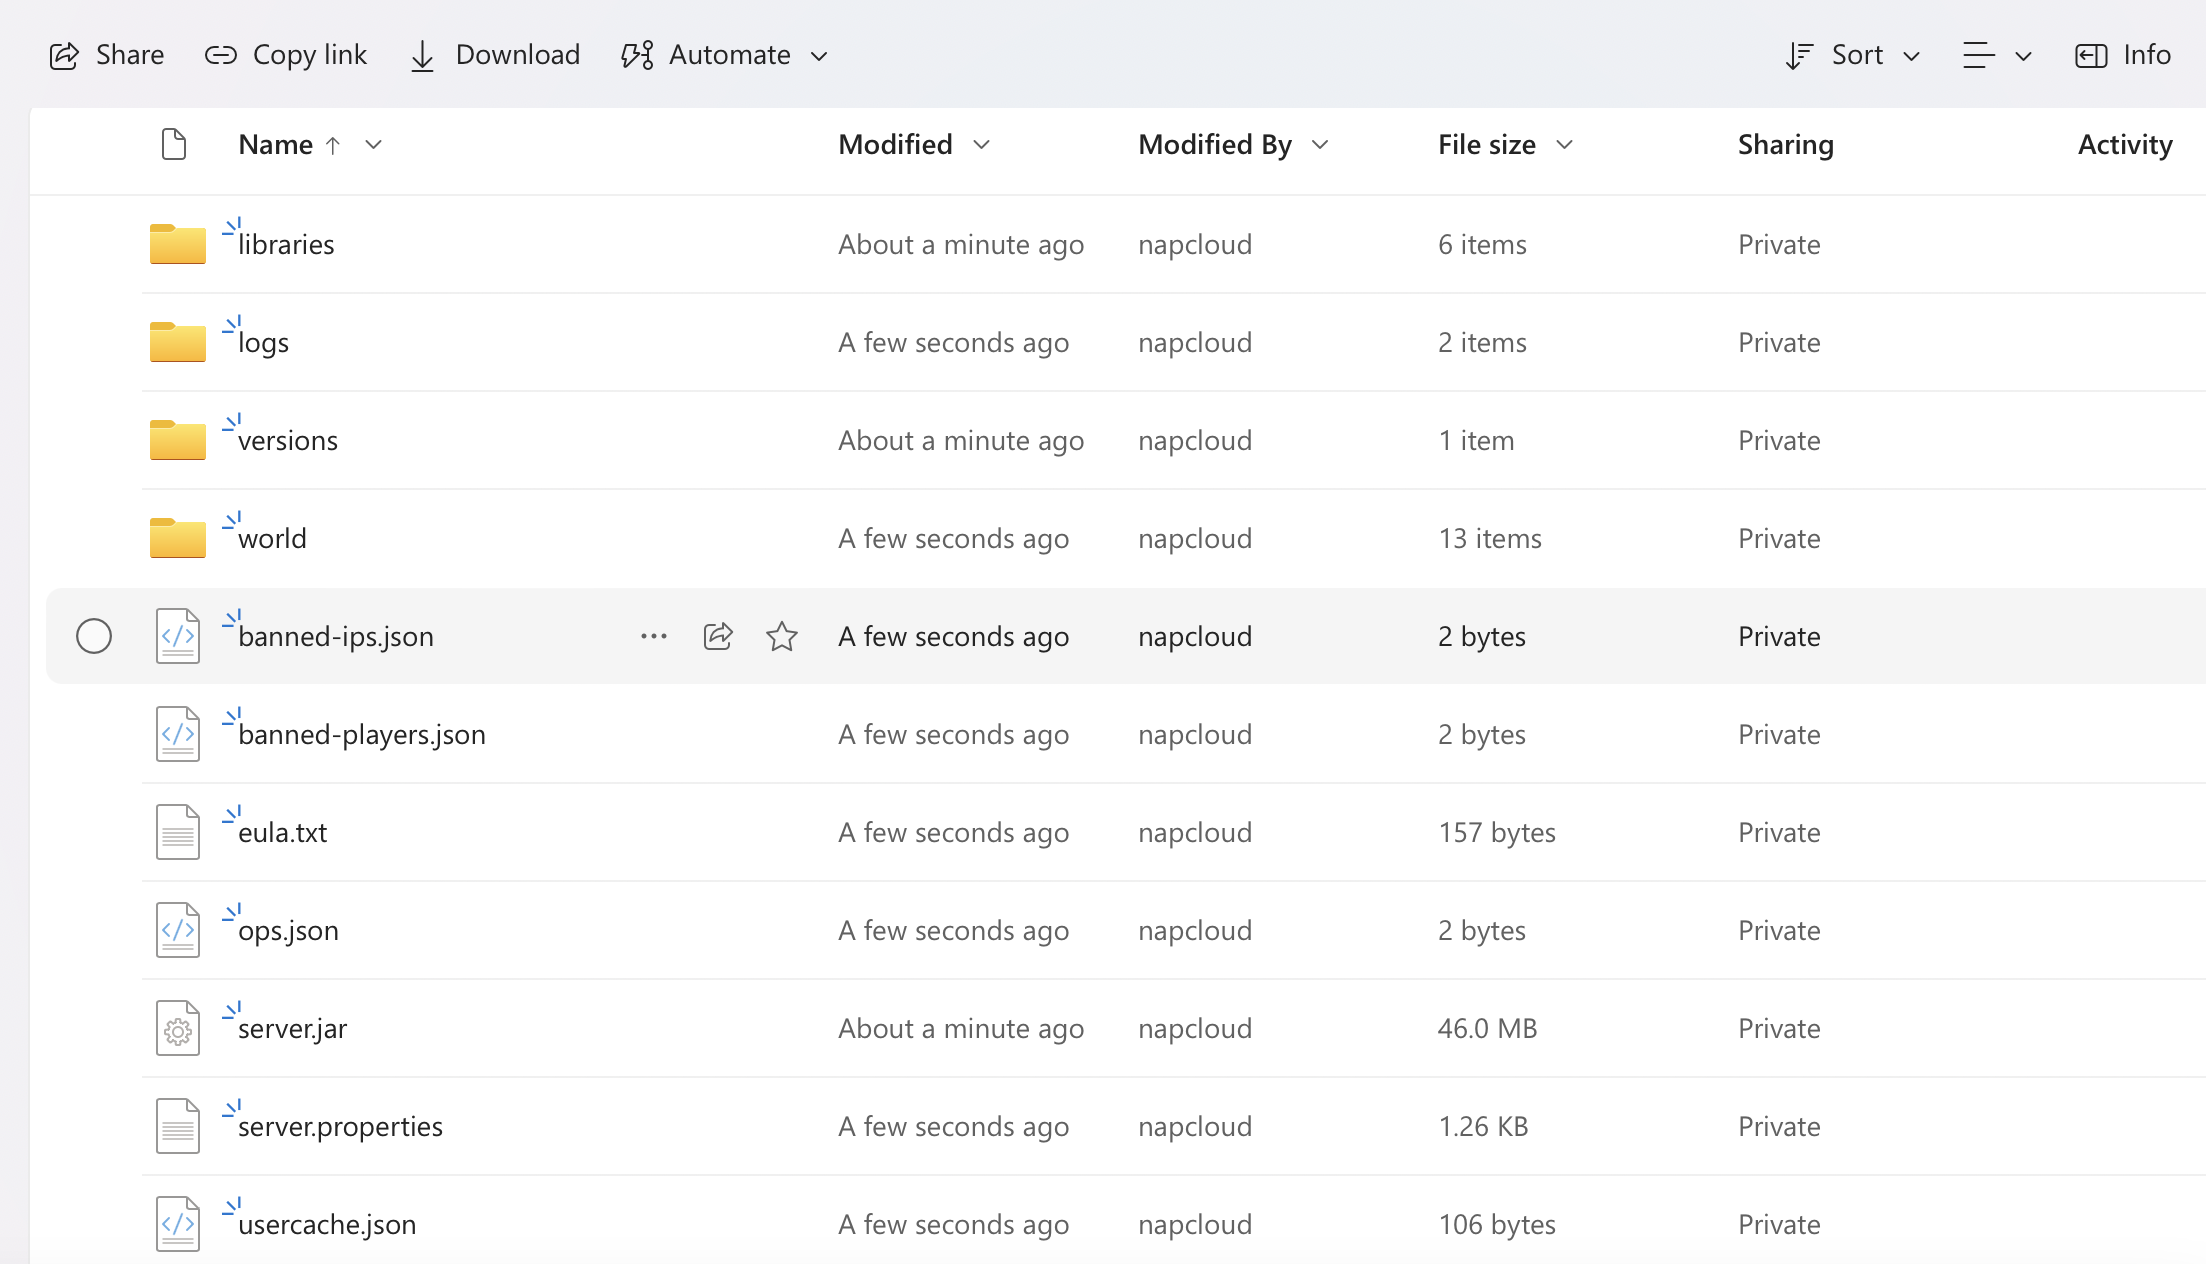 Share Copy link Download Automate Sort Info
Name Modified Modified By File size Sharing Activity
libraries About a minute ago napcloud 6 items Private
logs A few seconds ago napcloud 2 items Private
versions About a minute ago napcloud 1 item Private
world A few seconds ago napcloud 13 items Private
banned-ips.json A few seconds ago napcloud 2 bytes Private
banned-players.json A few seconds ago napcloud 2 bytes Private
eula.txt A few seconds ago napcloud 157 bytes Private
ops.json A few seconds ago napcloud 2 bytes Private
server.jar About a minute ago napcloud 46.0 MB Private
server.properties A few seconds ago napcloud 1.26 KB Private
usercache.json A few seconds ago napcloud 106 bytes Private